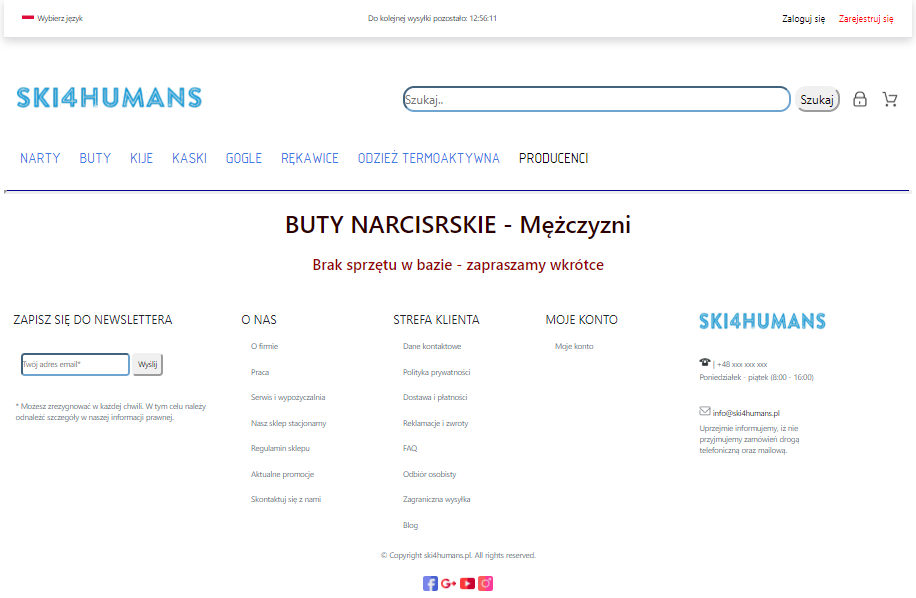 Wybierz język
Do kolejnej wysyłki pozostało: 12:56:11
Zaloguj się
Zarejestruj się
SKI4HUMANS
Szukaj..
Szukaj
NARTY
BUTY
KIJE
KASKI
GOGLE
RĘKAWICE
ODZIEŻ TERMOAKTYWNA
PRODUCENCI
BUTY NARCISRSKIE - Mężczyzni
Brak sprzętu w bazie - zapraszamy wkrótce
ZAPISZ SIĘ DO NEWSLETTERA
Twój adres email*
Wyślij
* Możesz zrezygnować w każdej chwili. W tym celu należy
odnaleźć szczegóły w naszej informacji prawnej.
O NAS
O firmie
Praca
Serwis i wypożyczalnia
Nasz sklep stacjonarny
Regulamin sklepu
Aktualne promocje
Skontaktuj się z nami
STREFA KLIENTA
Dane kontaktowe
Polityka prywatności
Dostawa i płatności
Reklamacje i zwroty
FAQ
Odbiór osobisty
Zagraniczna wysyłka
Blog
MOJE KONTO
Moje konto
SKI4HUMANS
| +48 xxx xxx xxx
Poniedziałek - piątek (8:00 - 16:00)
info@ski4humans.pl
Uprzejmie informujemy, iż nie
przyjmujemy zamówień drogą
telefoniczną oraz mailową.
© Copyright ski4humans.pl. All rights reserved.